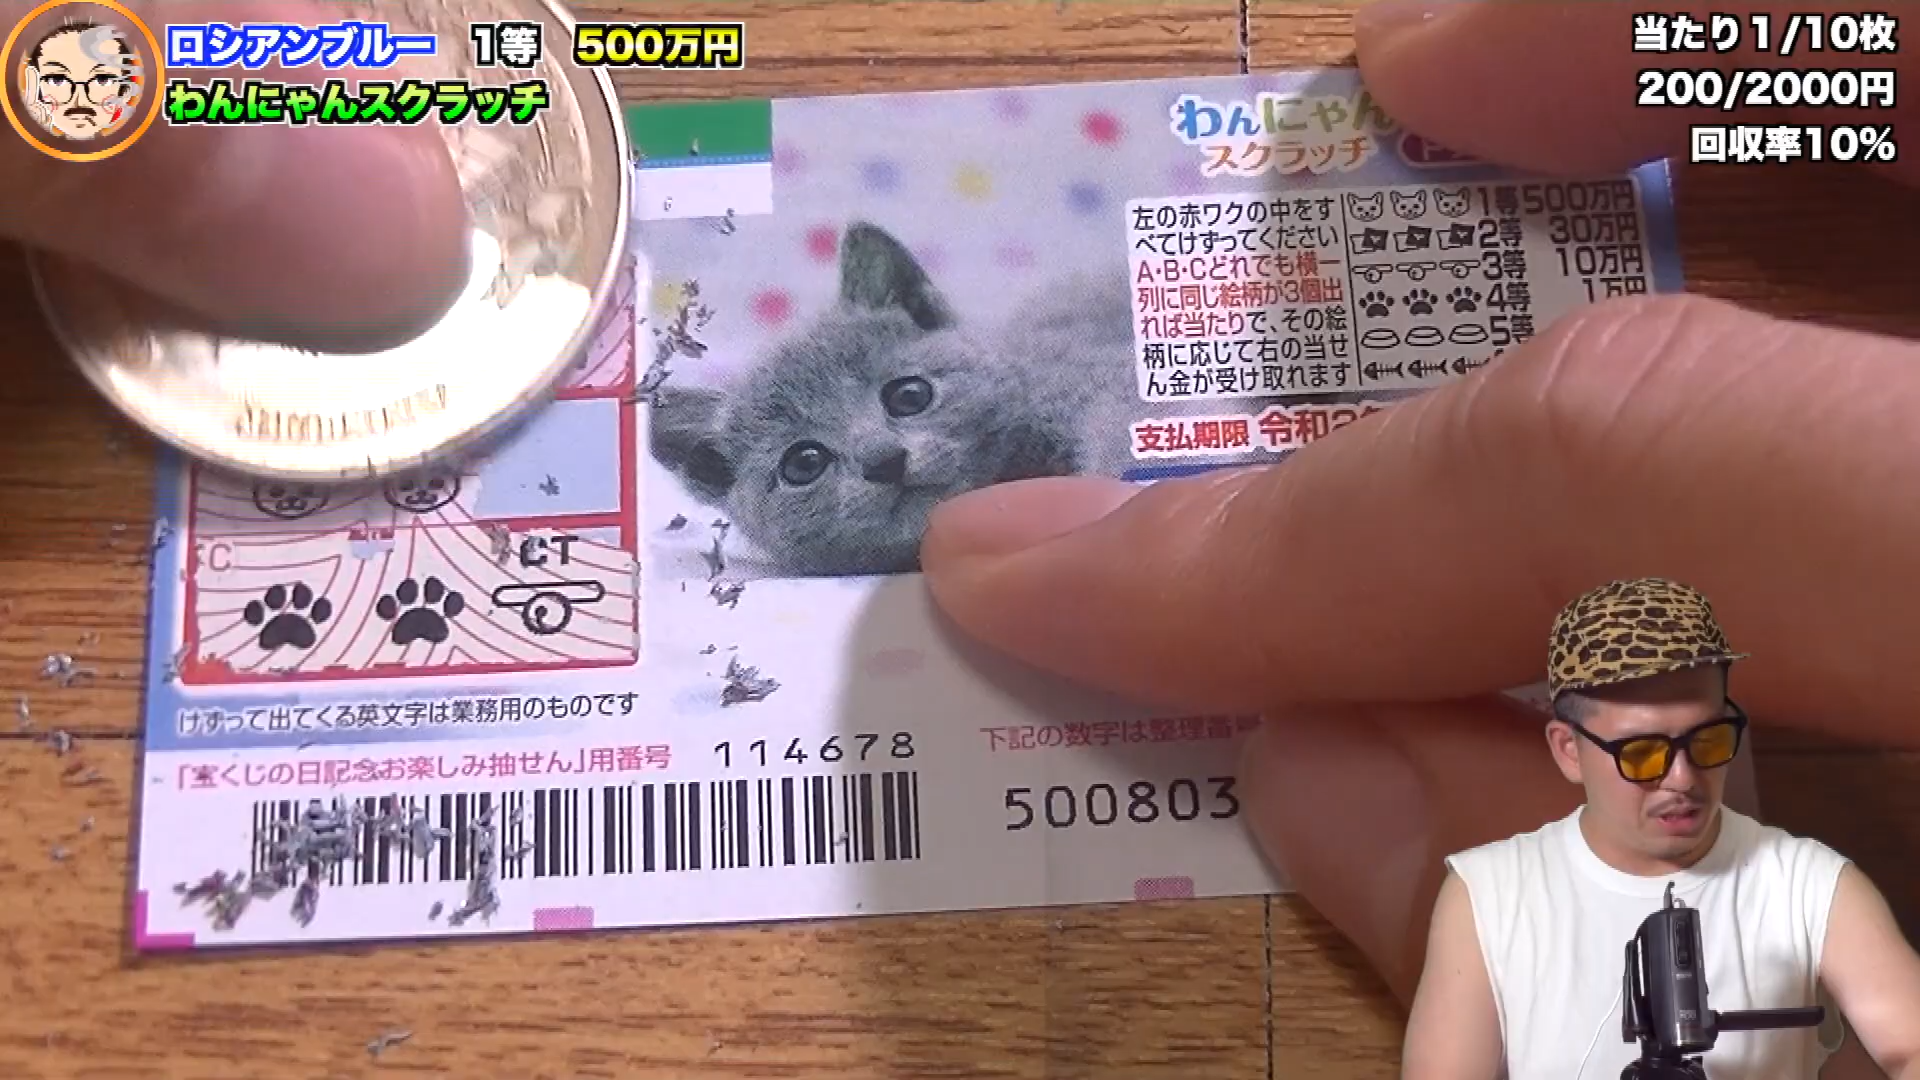 ロシアンブルー 1等 500万円
わんにゃんスクラッチ
当たり1/10枚
200/2000円
回収率10%
わんにゃん
スクラッチ
左の赤ワクの中をす
べてけずってください
A・B・Cどれでも横一
列に同じ絵柄が3個出
れば当たりで、その絵
柄に応じて右の当せ
ん金が受け取れます
1等 500万円
2等 30万円
3等 10万円
4等 1万円
5等
支払期限 令和
C
CT
けずって出てくる英文字は業務用のものです
「宝くじの日記念お楽しみ抽せん」用番号 114678
下記の数字は整理番
500803